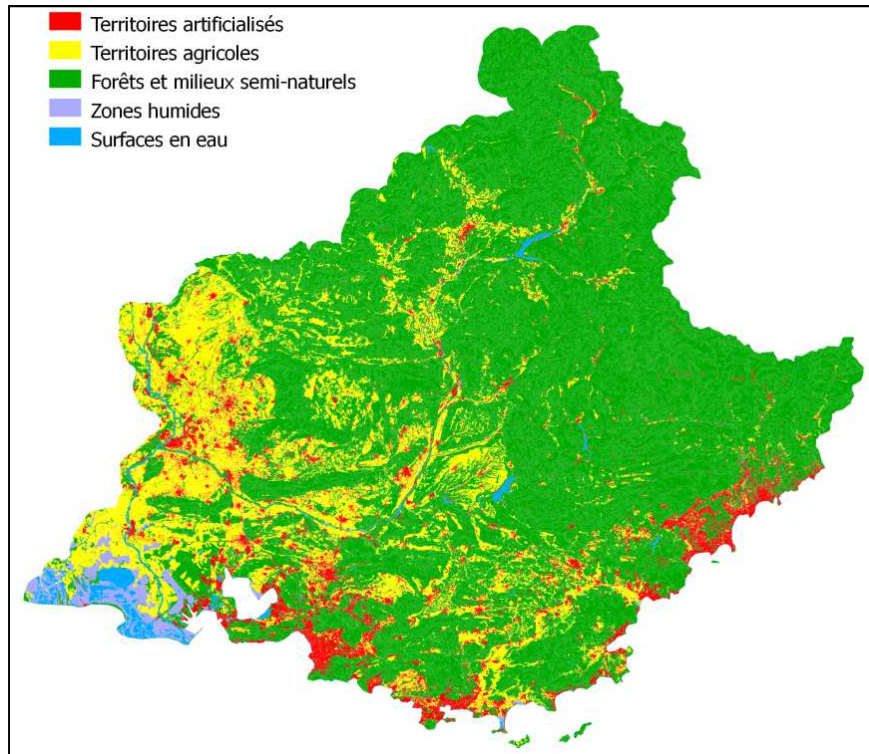 Territoires artificialisés
Territoires agricoles
Forêts et milieux semi-naturels
Zones humides
Surfaces en eau